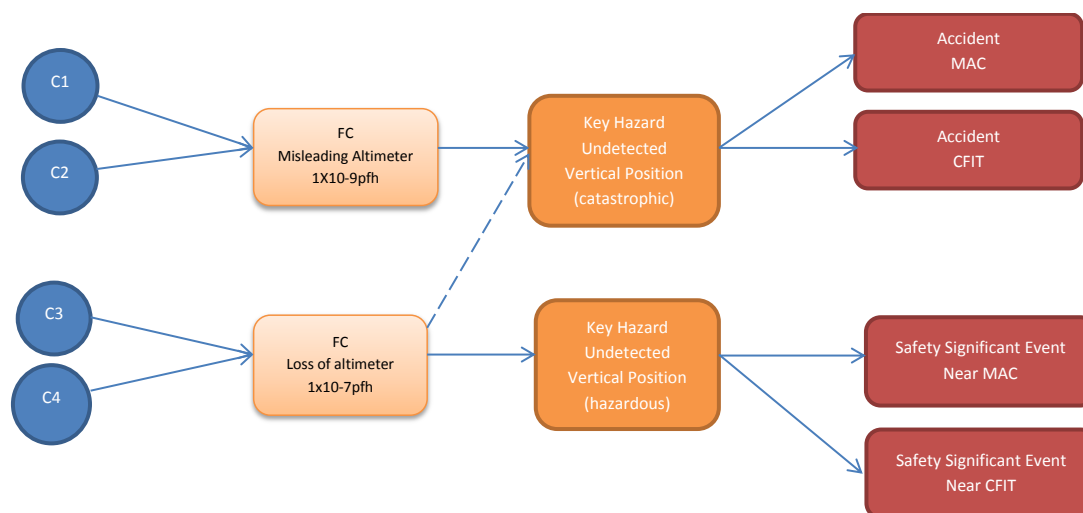 C1
C2
FC
Misleading Altimeter
1X10-9pfh
Key Hazard
Undetected
Vertical Position
(catastrophic)
Accident
MAC
Accident
CFIT
C3
C4
FC
Loss of altimeter
1x10-7pfh
Key Hazard
Undetected
Vertical Position
(hazardous)
Safety Significant Event
Near MAC
Safety Significant Event
Near CFIT